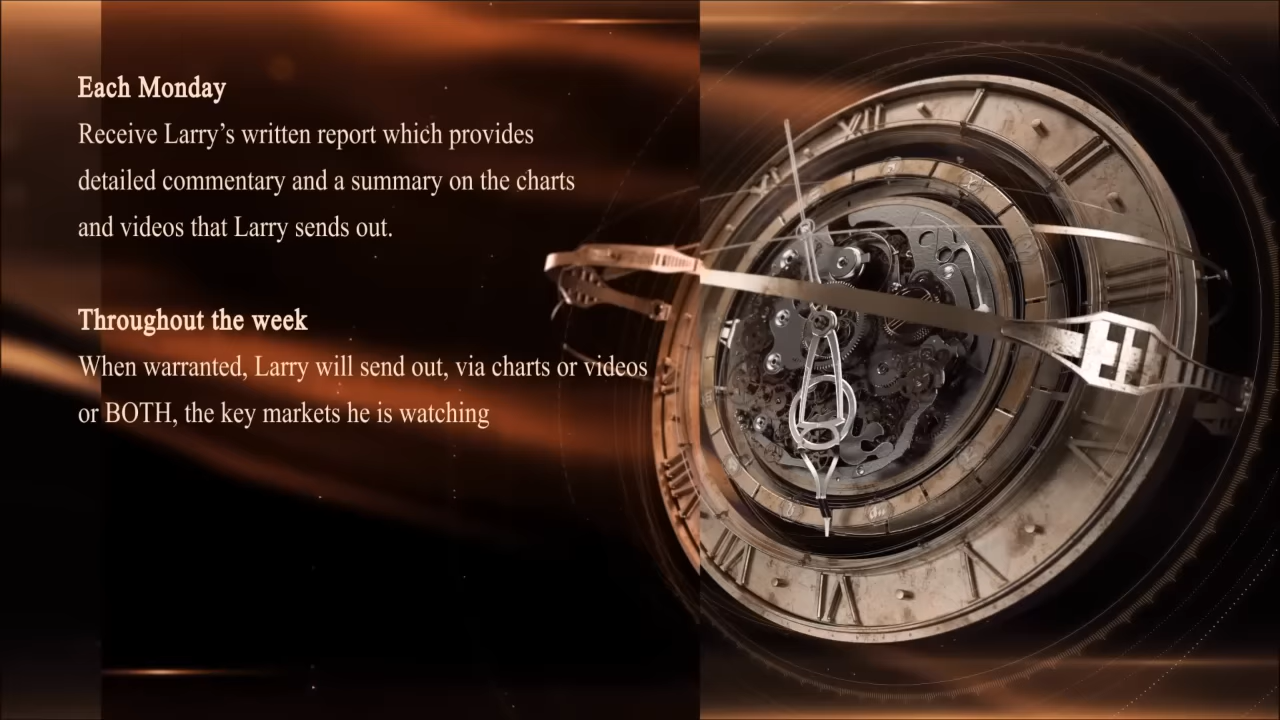 Each Monday
Receive Larry’s written report which provides
detailed commentary and a summary on the charts
and videos that Larry sends out.
Throughout the week
When warranted, Larry will send out, via charts or videos
or BOTH, the key markets he is watching
XII